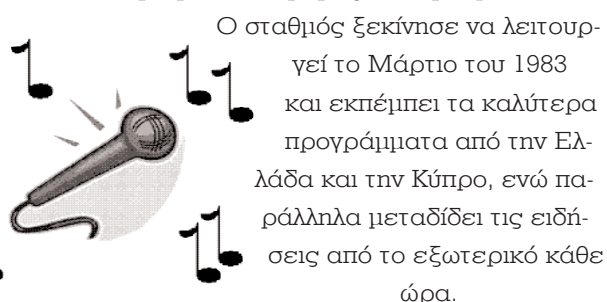 Ο σταθμός ξεκίνησε να λειτουρ-
γεί το Μάρτιο του 1983
και εκπέμπει τα καλύτερα
προγράμματα από την Ελ-
λάδα και την Κύπρο, ενώ πα-
ράλληλα μεταδίδει τις ειδή-
σεις από το εξωτερικό κάθε
ώρα.